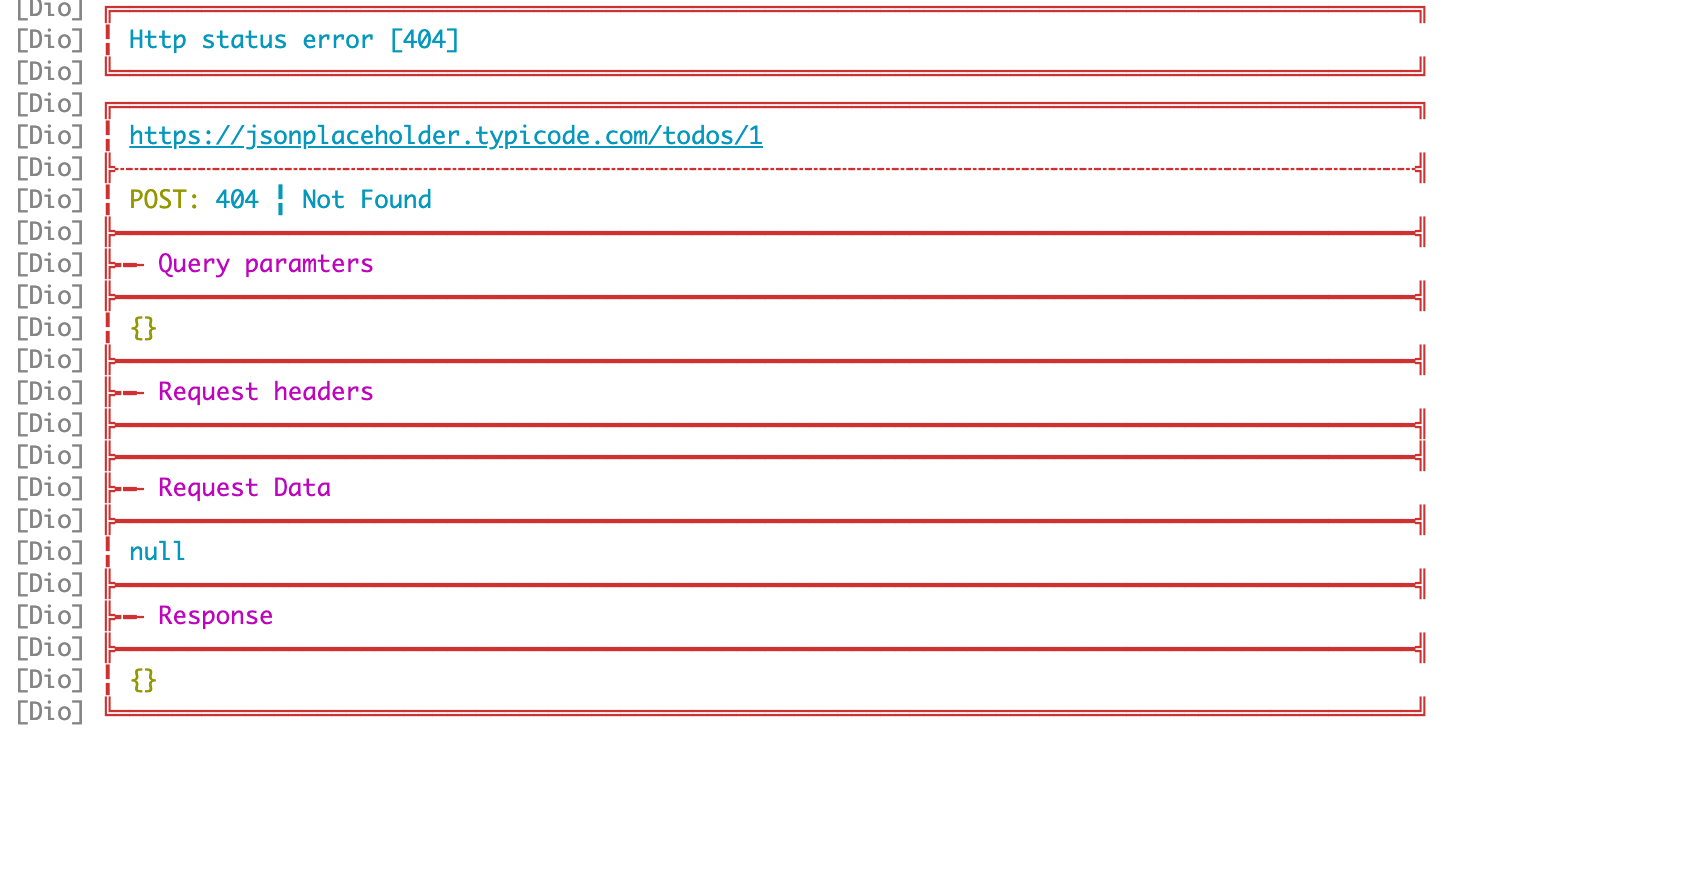 [Dio]
[Dio] Http status error [404]
[Dio]
[Dio]
[Dio] https://jsonplaceholder.typicode.com/todos/1
[Dio]
[Dio] POST: 404 ¦ Not Found
[Dio]
[Dio] Query paramters
[Dio]
[Dio] {}
[Dio]
[Dio] Request headers
[Dio]
[Dio]
[Dio] Request Data
[Dio]
[Dio] null
[Dio]
[Dio] Response
[Dio]
[Dio] {}
[Dio]